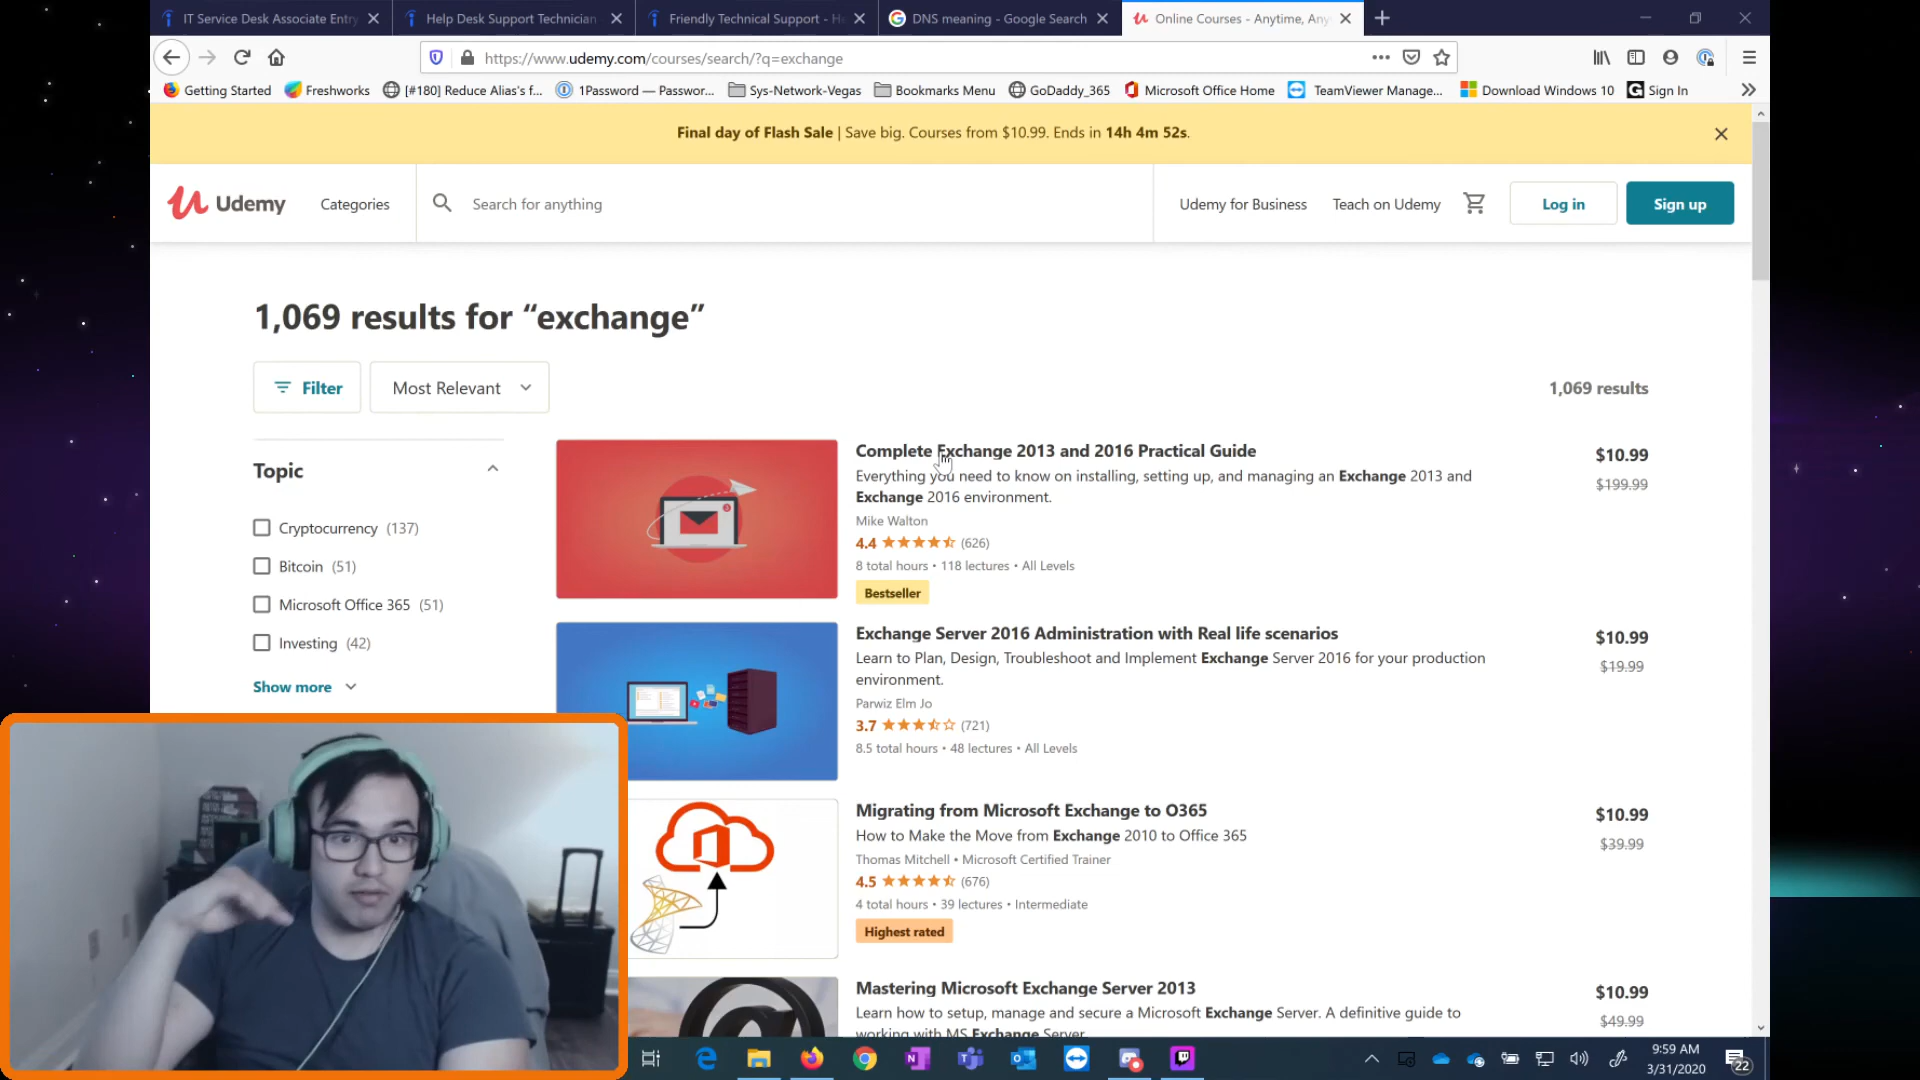 IT Service Desk Associate Entry
Help Desk Support Technician
Friendly Technical Support - He
DNS meaning - Google Search
Online Courses - Anytime, Any
https://www.udemy.com/courses/search/?q=exchange
Getting Started
Freshworks
[#180] Reduce Alias's f...
1Password — Passwor...
Sys-Network-Vegas
Bookmarks Menu
GoDaddy_365
Microsoft Office Home
TeamViewer Manage...
Download Windows 10
Sign In
Final day of Flash Sale | Save big. Courses from $10.99. Ends in 14h 4m 52s.
Udemy
Categories
Search for anything
Udemy for Business
Teach on Udemy
Log in
Sign up
1,069 results for “exchange”
Filter
Most Relevant
1,069 results
Topic
Cryptocurrency (137)
Bitcoin (51)
Microsoft Office 365 (51)
Investing (42)
Show more
Complete Exchange 2013 and 2016 Practical Guide
$10.99
Everything you need to know on installing, setting up, and managing an Exchange 2013 and
$199.99
Exchange 2016 environment.
Mike Walton
4.4 (626)
8 total hours • 118 lectures • All Levels
Bestseller
Exchange Server 2016 Administration with Real life scenarios
$10.99
Learn to Plan, Design, Troubleshoot and Implement Exchange Server 2016 for your production
$19.99
environment.
Parwiz Elm Jo
3.7 (721)
8.5 total hours • 48 lectures • All Levels
Migrating from Microsoft Exchange to O365
$10.99
How to Make the Move from Exchange 2010 to Office 365
$39.99
Thomas Mitchell • Microsoft Certified Trainer
4.5 (676)
4 total hours • 39 lectures • Intermediate
Highest rated
Mastering Microsoft Exchange Server 2013
$10.99
Learn how to setup, manage and secure a Microsoft Exchange Server. A definitive guide to
$49.99
working with MS Exchange Server
9:59 AM
3/31/2020
22